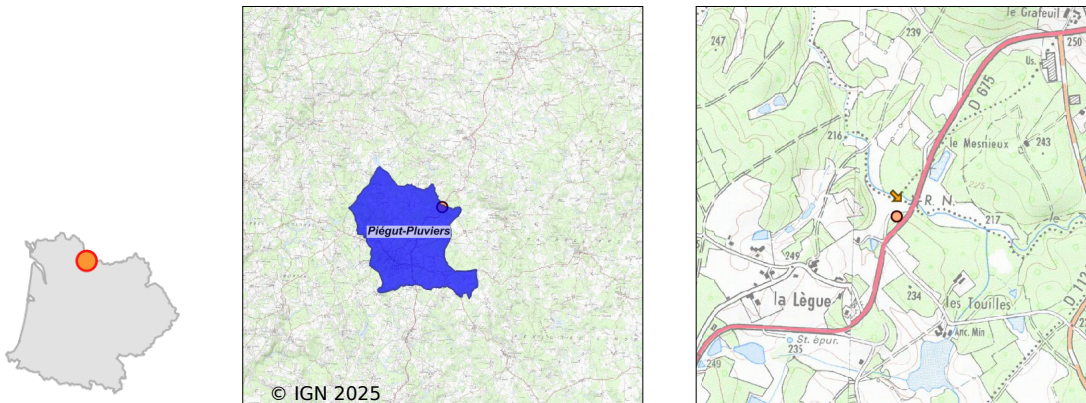 Piégut-Pluviers
© IGN 2025
le Grafeuil
250
239
247
Us.
D 675
216
le Mesnieux
243
R. N.
217
le
249
234
la Lègue
les Touilles
Anc. Min
St. épur.
235
249